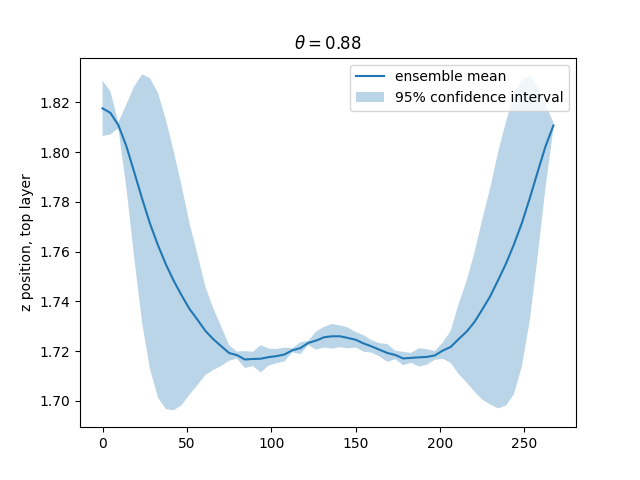 θ = 0.88
ensemble mean
95% confidence interval
z position, top layer
1.82
1.80
1.78
1.76
1.74
1.72
1.70
0 50 100 150 200 250